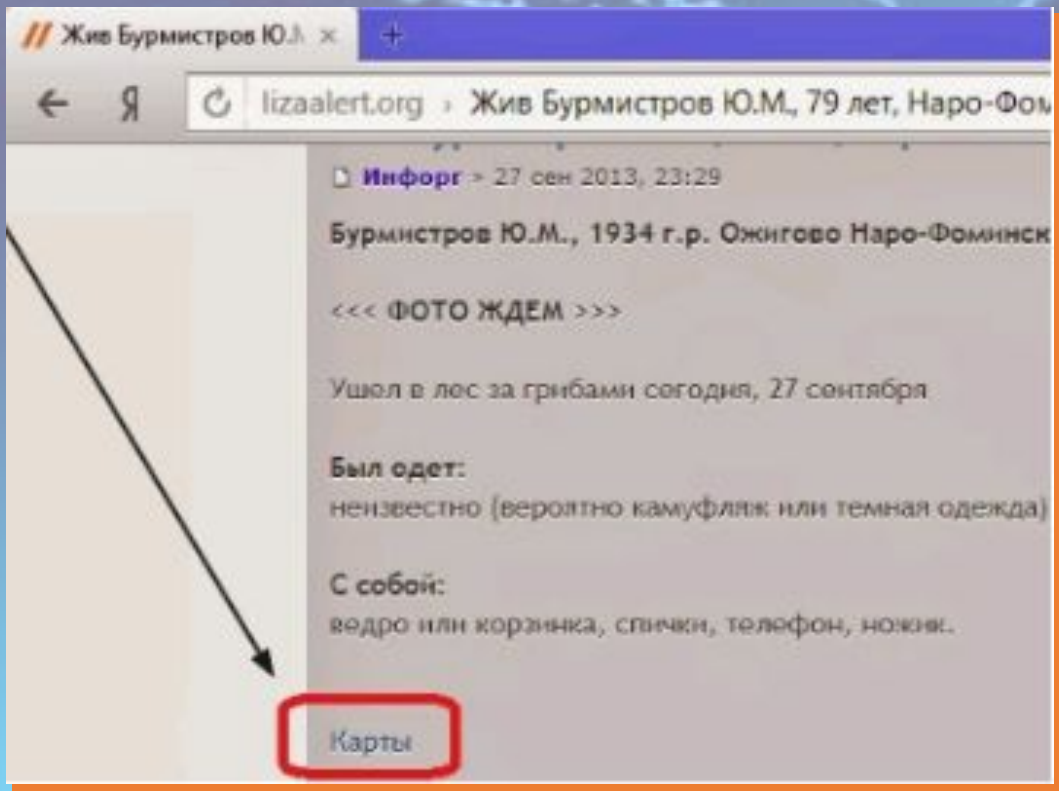 Жив Бурмистров Ю.М
Я lizaalert.org › Жив Бурмистров Ю.М., 79 лет, Наро-Фом
Инфорг » 27 сен 2013, 23:29
Бурмистров Ю.М., 1934 г.р. Ожигово Наро-Фоминск
<<< ФОТО ЖДЕМ >>>
Ушел в лес за грибами сегодня, 27 сентября
Был одет:
неизвестно (вероятно камуфляж или темная одежда)
С собой:
ведро или корзинка, спички, телефон, ножик.
Карты